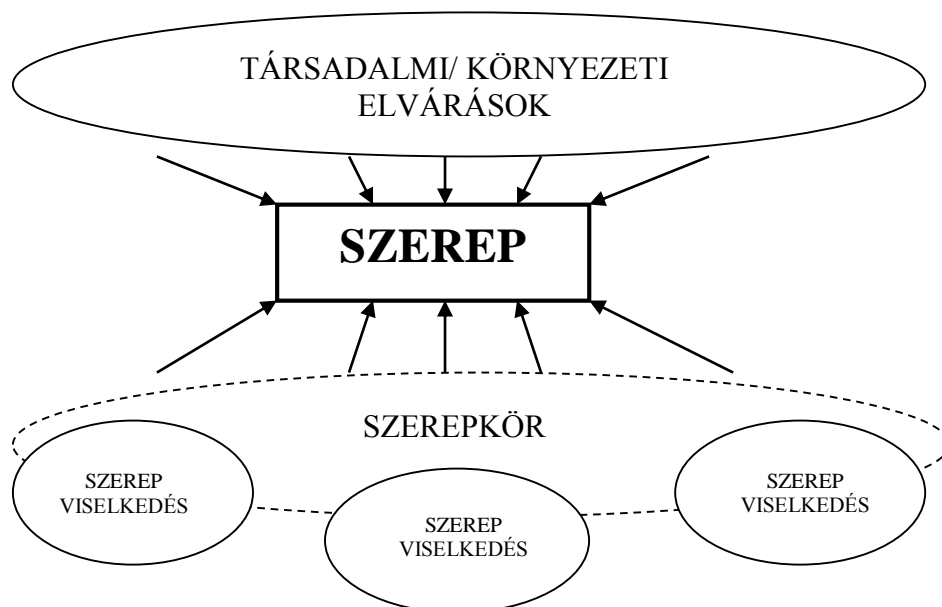 TÁRSADALMI/ KÖRNYEZETI
ELVÁRÁSOK
SZEREP
SZEREPKÖR
SZEREP
VISELKEDÉS
SZEREP
VISELKEDÉS
SZEREP
VISELKEDÉS